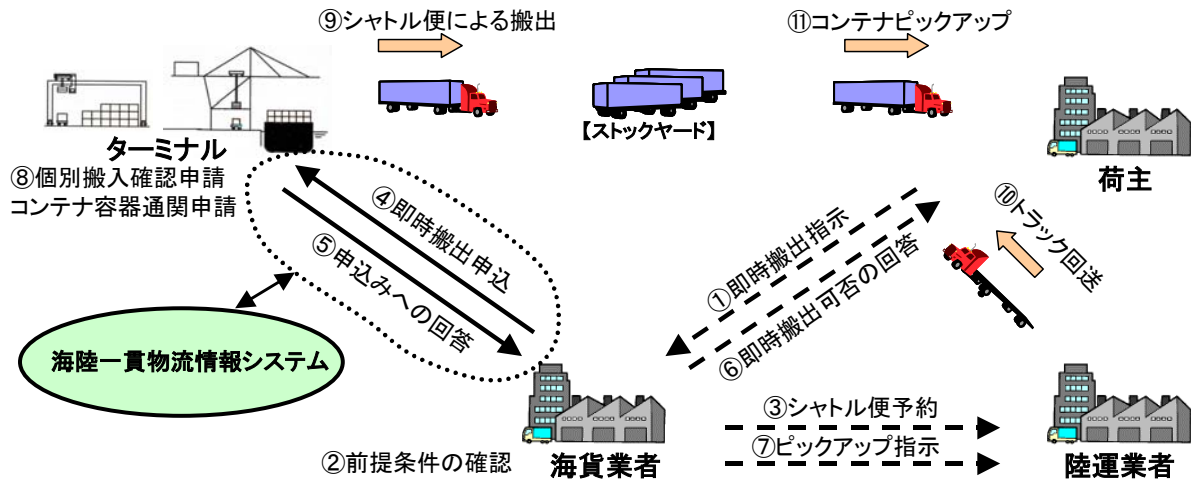 ⑨シャトル便による搬出
⑪コンテナピックアップ
【ストックヤード】
ターミナル
荷主
⑧個別搬入確認申請
コンテナ容器通関申請
④即時搬出申込
⑤申込みへの回答
①即時搬出指示
⑥即時搬出可否の回答
⑩トラック回送
海陸一貫物流情報システム
③シャトル便予約
⑦ピックアップ指示
②前提条件の確認
海貨業者
陸運業者